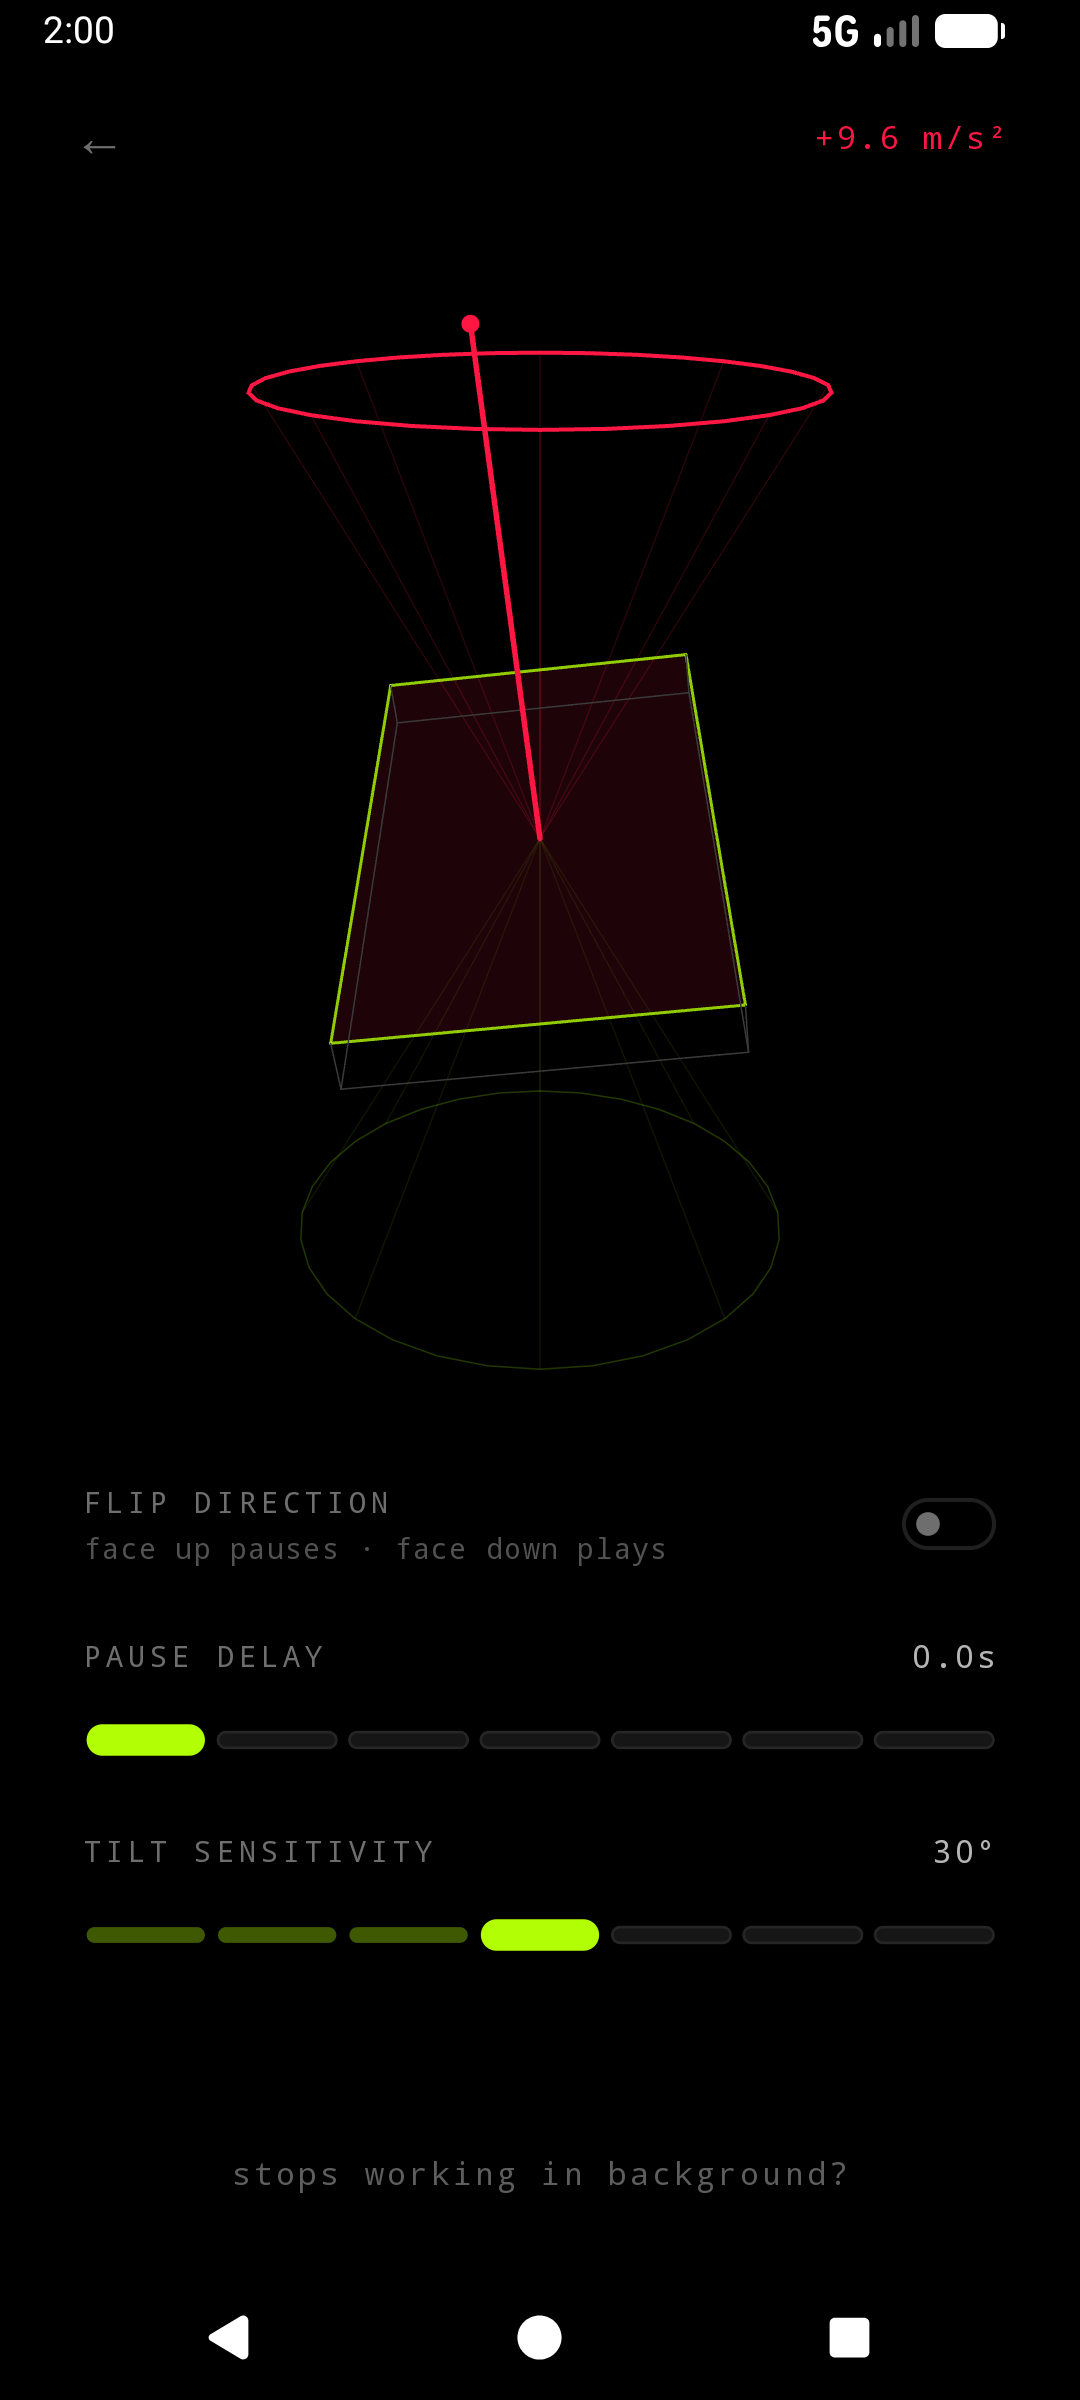 2:00
5G
←
+9.6 m/s²
FLIP DIRECTION
face up pauses · face down plays
PAUSE DELAY
0.0s
TILT SENSITIVITY
30°
stops working in background?